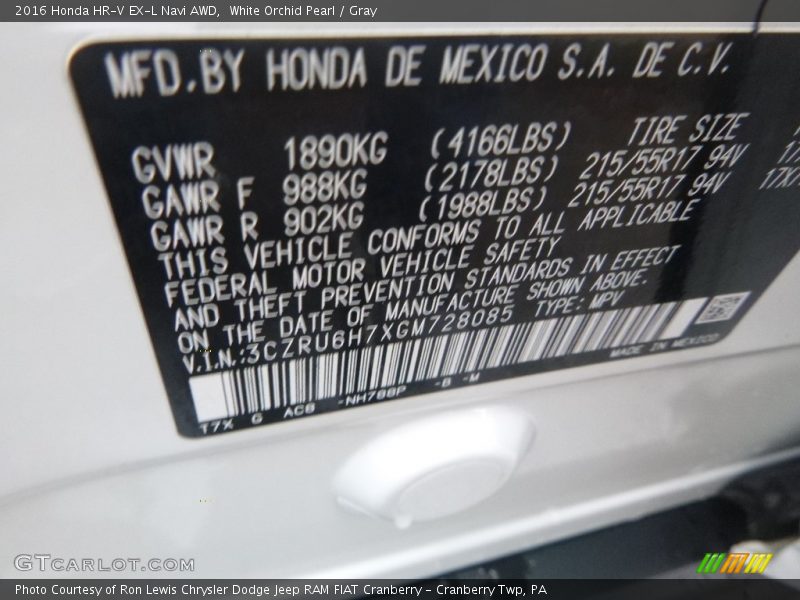 2016 Honda HR-V EX-L Navi AWD,  White Orchid Pearl / Gray
MFD.BY HONDA DE MEXICO S.A. DE C.V.
TIRE SIZE
GVWR 1890KG (4166LBS)
GAWR F 988KG (2178LBS) 215/55R17 94V
GAWR R 902KG (1988LBS) 215/55R17 94V
THIS VEHICLE CONFORMS TO ALL APPLICABLE
FEDERAL MOTOR VEHICLE SAFETY
AND THEFT PREVENTION STANDARDS IN EFFECT
ON THE DATE OF MANUFACTURE SHOWN ABOVE.
V.I.N.:3CZRU6H7XGM728085 TYPE: MPV
MADE IN MEXICO
T7X G AC6 -NH788P -B -M
GTCARLOT.COM
Photo Courtesy of Ron Lewis Chrysler Dodge Jeep RAM FIAT Cranberry - Cranberry Twp, PA